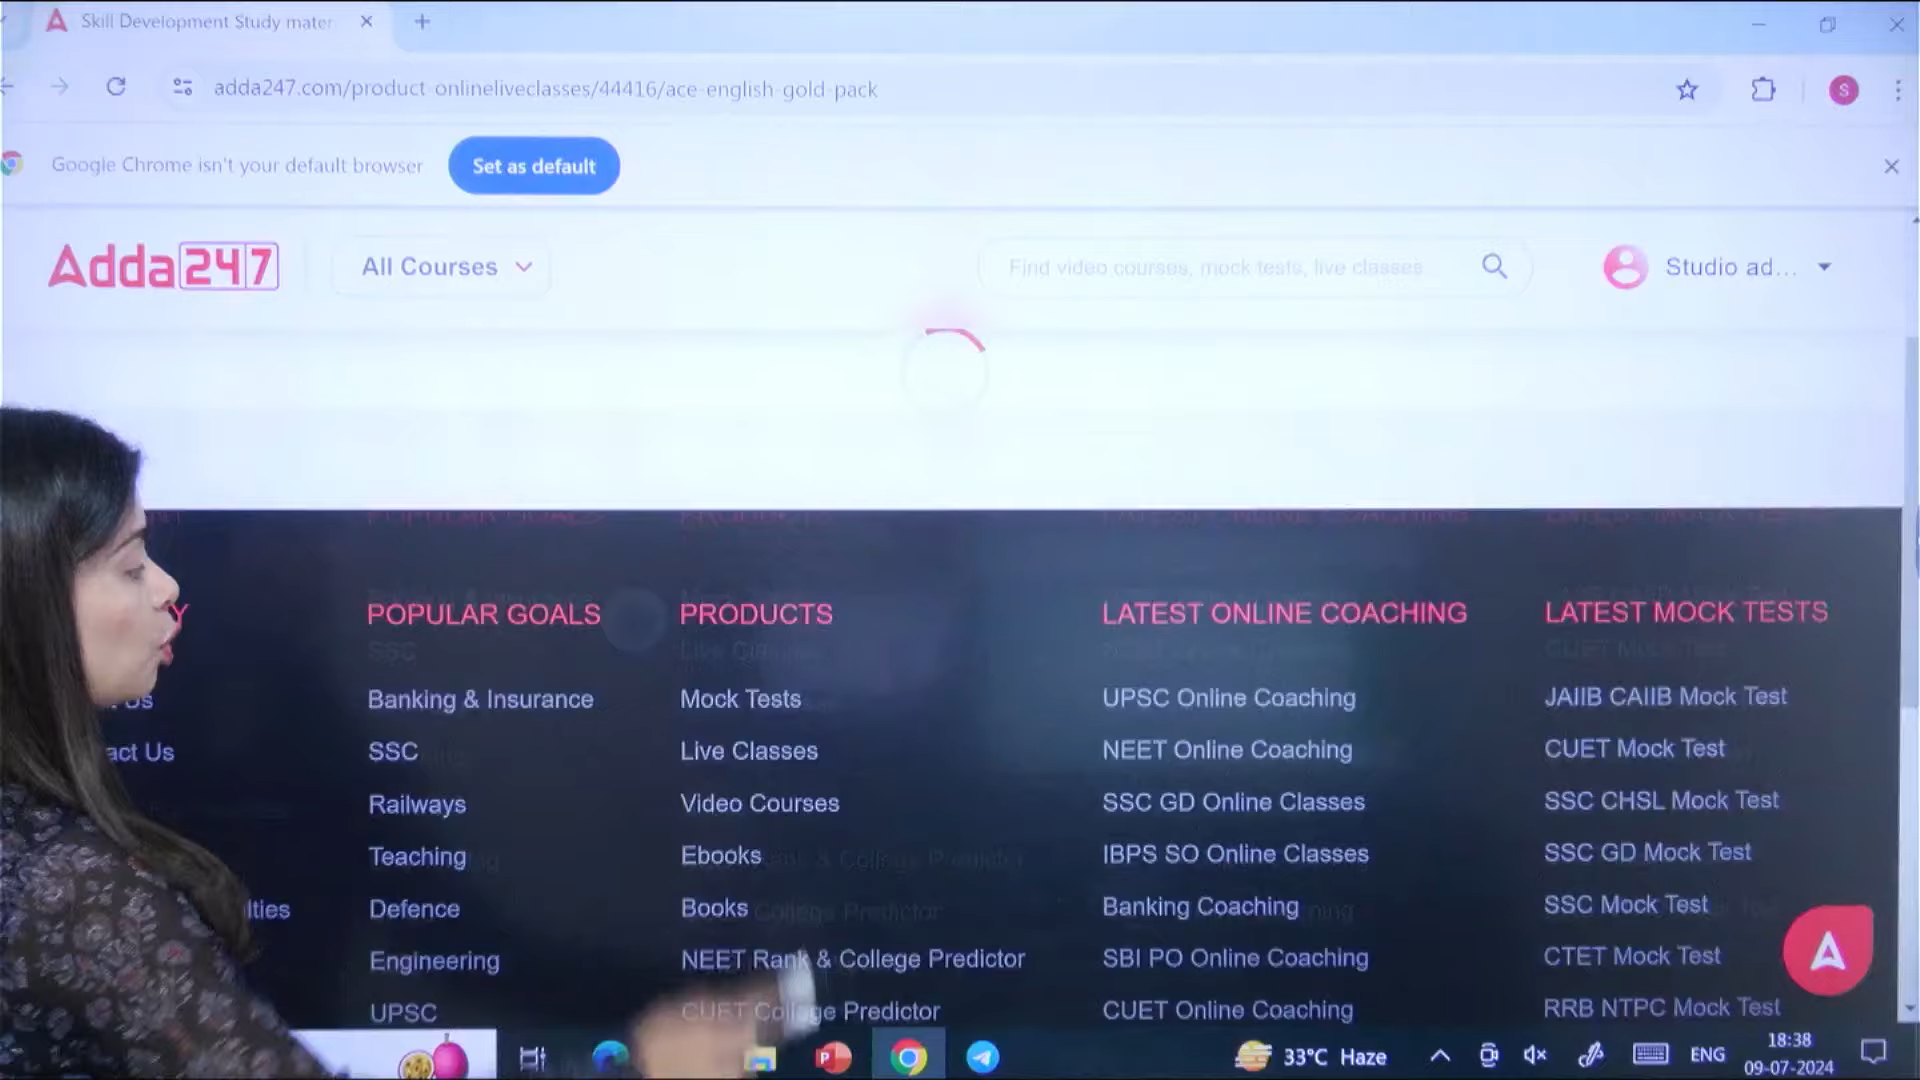 Skill Development Study mater
adda247.com/product-onlineliveclasses/44416/ace-english-gold-pack
Google Chrome isn't your default browser
Set as default
Adda247
All Courses
Find video courses, mock tests, live classes
Studio ad...
S
POPULAR GOALS
Banking & Insurance
SSC
Railways
Teaching
Defence
Engineering
UPSC
PRODUCTS
Mock Tests
Live Classes
Video Courses
Ebooks
Books
NEET Rank & College Predictor
CUET College Predictor
LATEST ONLINE COACHING
UPSC Online Coaching
NEET Online Coaching
SSC GD Online Classes
IBPS SO Online Classes
Banking Coaching
SBI PO Online Coaching
CUET Online Coaching
LATEST MOCK TESTS
JAIIB CAIIB Mock Test
CUET Mock Test
SSC CHSL Mock Test
SSC GD Mock Test
SSC Mock Test
CTET Mock Test
RRB NTPC Mock Test
Us
act Us
lties
33°C Haze
ENG
18:38
09-07-2024